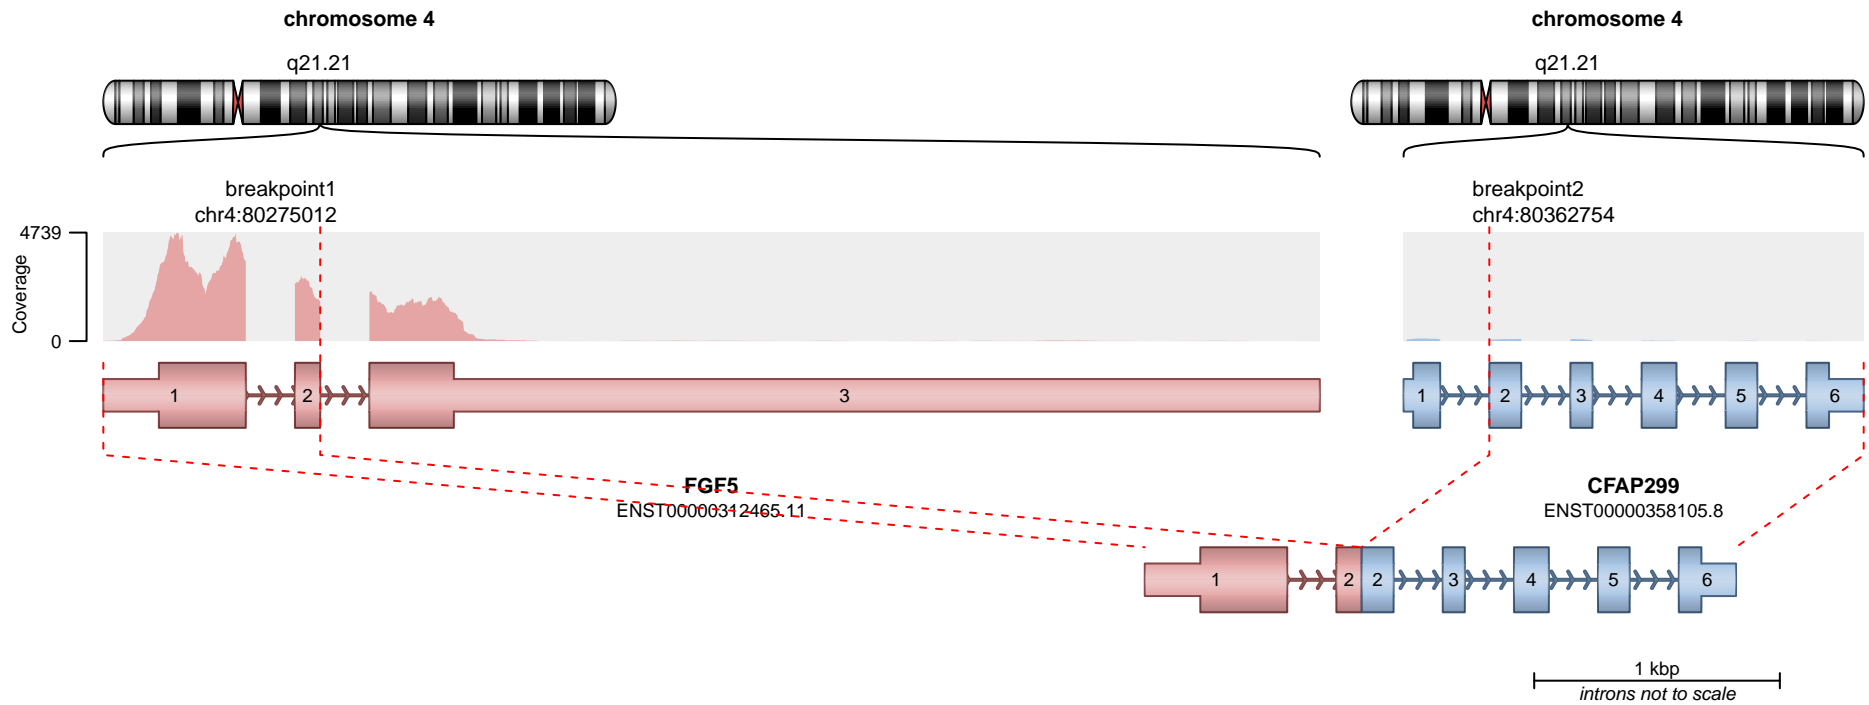 chromosome 4
chromosome 4
q21.21
q21.21
breakpoint1
chr4:80275012
breakpoint2
chr4:80362754
4739
Coverage
0
1
2
3
1
2
3
4
5
6
FGF5
ENST00000312465.11
CFAP299
ENST00000358105.8
1
2
2
3
4
5
6
1 kbp
introns not to scale